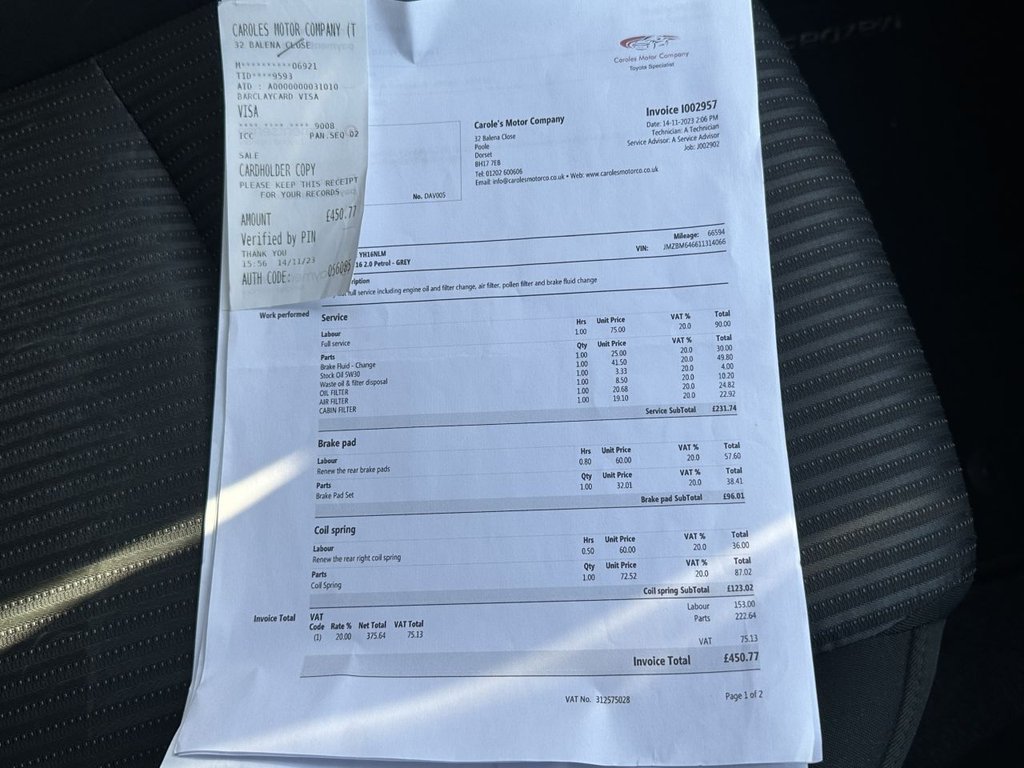 CAROLES MOTOR COMPANY (T
32 BALENA CLOSE
M**********06921
TID****9593
AID : A0000000031010
BARCLAYCARD VISA
VISA
**** **** **** 9008
ICC PAN.SEQ 02
SALE
CARDHOLDER COPY
PLEASE KEEP THIS RECEIPT
FOR YOUR RECORDS
AMOUNT £450.77
Verified by PIN
THANK YOU
15:56 14/11/23
AUTH CODE: 056085
Caroles Motor Company
Toyota Specialist
Invoice I002957
Date: 14-11-2023 2:06 PM
Technician: A Technician
Service Advisor: A Service Advisor
Job: J002902
Carole's Motor Company
32 Balena Close
Poole
Dorset
BH17 7EB
Tel: 01202 600606
Email: info@carolesmotorco.co.uk • Web: www.carolesmotorco.co.uk
No. DAV005
YH16NLM
16 2.0 Petrol - GREY
Mileage: 66594
VIN: JMZBM646611314066
full service including engine oil and filter change, air filter, pollen filter and brake fluid change
Work performed
Service
Labour Hrs Unit Price VAT % Total
Full service 1.00 75.00 20.0 90.00
Parts Qty Unit Price VAT % Total
Brake Fluid - Change 1.00 25.00 20.0 30.00
Stock Oil 5W30 1.00 41.50 20.0 49.80
Waste oil & filter disposal 1.00 3.33 20.0 4.00
OIL FILTER 1.00 8.50 20.0 10.20
AIR FILTER 1.00 20.68 20.0 24.82
CABIN FILTER 1.00 19.10 20.0 22.92
Service SubTotal £231.74
Brake pad
Labour Hrs Unit Price VAT % Total
Renew the rear brake pads 0.80 60.00 20.0 57.60
Parts Qty Unit Price VAT % Total
Brake Pad Set 1.00 32.01 20.0 38.41
Brake pad SubTotal £96.01
Coil spring
Labour Hrs Unit Price VAT % Total
Renew the rear right coil spring 0.50 60.00 20.0 36.00
Parts Qty Unit Price VAT % Total
Coil Spring 1.00 72.52 20.0 87.02
Coil spring SubTotal £123.02
Invoice Total
VAT Code Rate % Net Total VAT Total
(1) 20.00 375.64 75.13
Labour 153.00
Parts 222.64
VAT 75.13
Invoice Total £450.77
VAT No. 312575028
Page 1 of 2